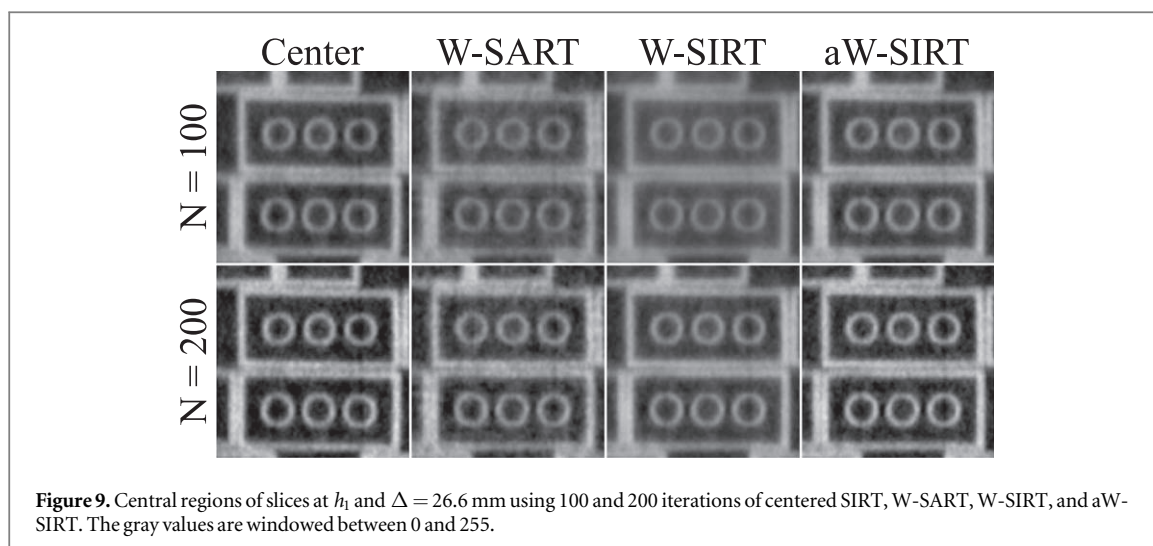 Center W-SART W-SIRT aW-SIRT
N = 100
N = 200
Figure 9. Central regions of slices at h₁ and Δ = 26.6 mm using 100 and 200 iterations of centered SIRT, W-SART, W-SIRT, and aW-
SIRT. The gray values are windowed between 0 and 255.